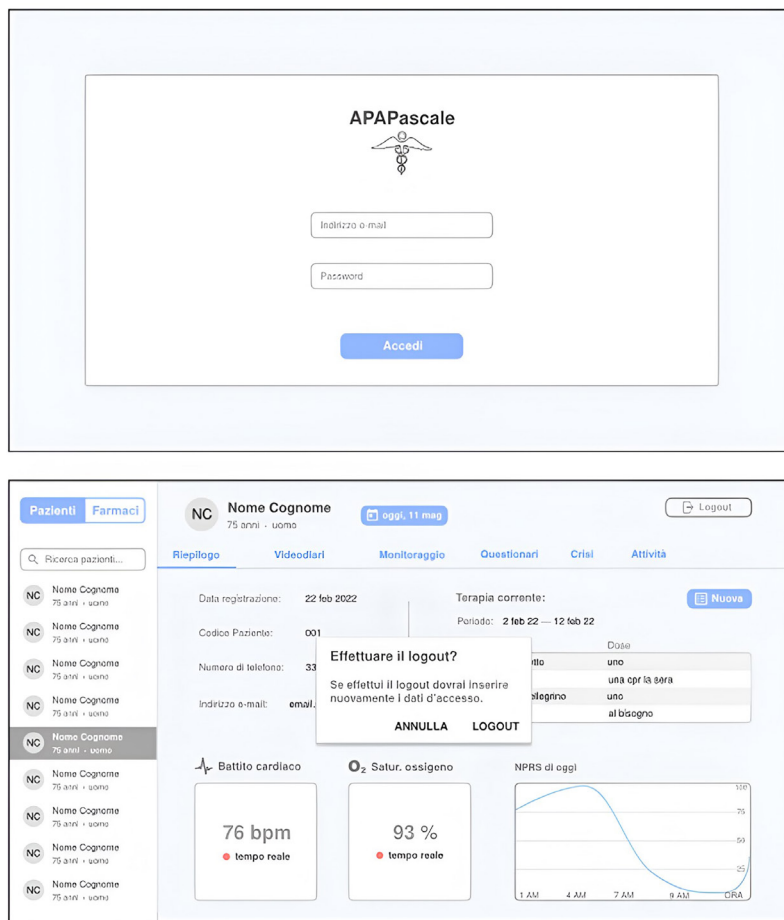 APAPascale
Indirizzo e-mail
Password
Accedi
Pazienti Farmaci
NC Nome Cognome
75 anni - uomo
oggi, 11 mag
Logout
Ricerca pazienti...
Riepilogo Videodiari Monitoraggio Questionari Crisi Attività
NC Nome Cognome
75 anni - uomo
NC Nome Cognome
75 anni - uomo
NC Nome Cognome
75 anni - uomo
NC Nome Cognome
75 anni - uomo
NC Nome Cognome
75 anni - uomo
NC Nome Cognome
75 anni - uomo
NC Nome Cognome
75 anni - uomo
NC Nome Cognome
75 anni - uomo
NC Nome Cognome
75 anni - uomo
Data registrazione: 22 feb 2022
Codice Paziente: 001
Numero di telefono: 33
Indirizzo e-mail: email.
Terapia corrente:
Nuova
Periodo: 2 feb 22 — 12 feb 22
Dose
uno
una cpr la sera
uno
al bisogno
Effettuare il logout?
Se effettui il logout dovrai inserire
nuovamente i dati d'accesso.
ANNULLA LOGOUT
Battito cardiaco
76 bpm
tempo reale
O₂ Satur. ossigeno
93 %
tempo reale
NPRS di oggi
100
75
50
25
1 AM 4 AM 7 AM 9 AM ORA